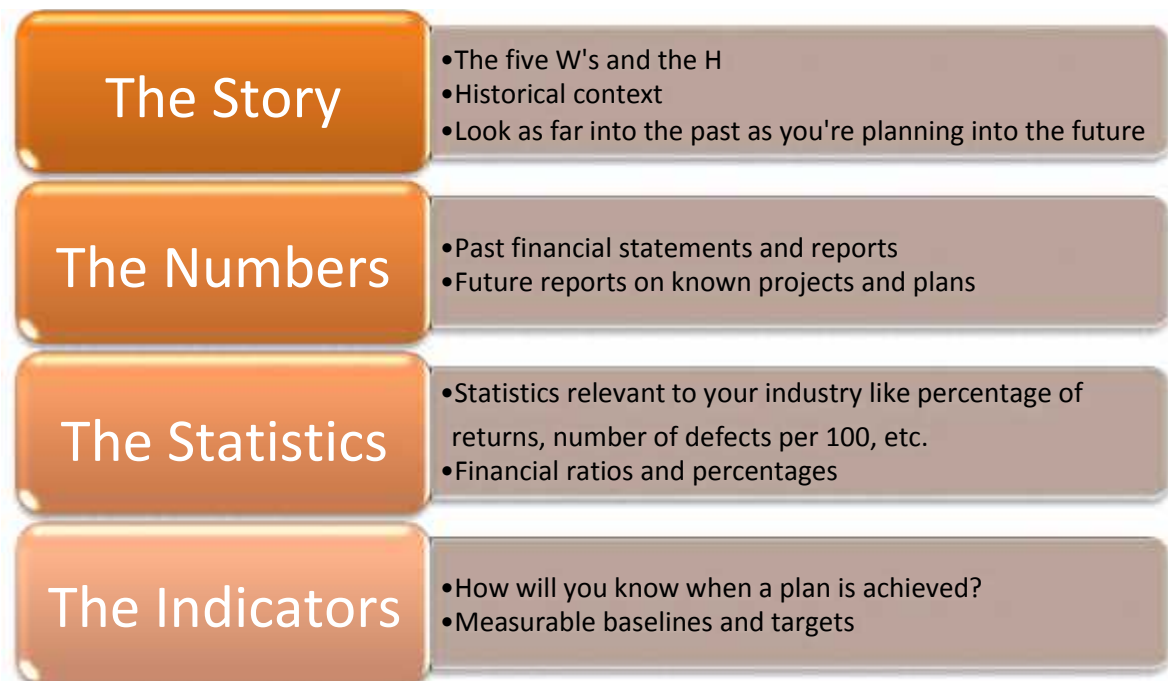 The Story
•The five W's and the H
•Historical context
•Look as far into the past as you're planning into the future
The Numbers
•Past financial statements and reports
•Future reports on known projects and plans
The Statistics
•Statistics relevant to your industry like percentage of
returns, number of defects per 100, etc.
•Financial ratios and percentages
The Indicators
•How will you know when a plan is achieved?
•Measurable baselines and targets